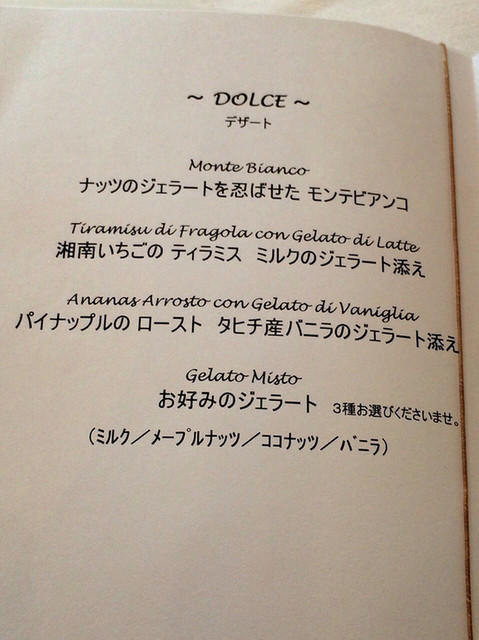 ~ DOLCE ~
デザート
Monte Bianco
ナッツのジェラートを忍ばせた モンテビアンコ
Tiramisu di Fragola con Gelato di Latte
湘南いちごの ティラミス ミルクのジェラート添え
Ananas Arrosto con Gelato di Vaniglia
パイナップルの ロースト タヒチ産バニラのジェラート添え
Gelato Misto
お好みのジェラート 3種お選びくださいませ。
(ミルク/メープルナッツ/ココナッツ/バニラ)